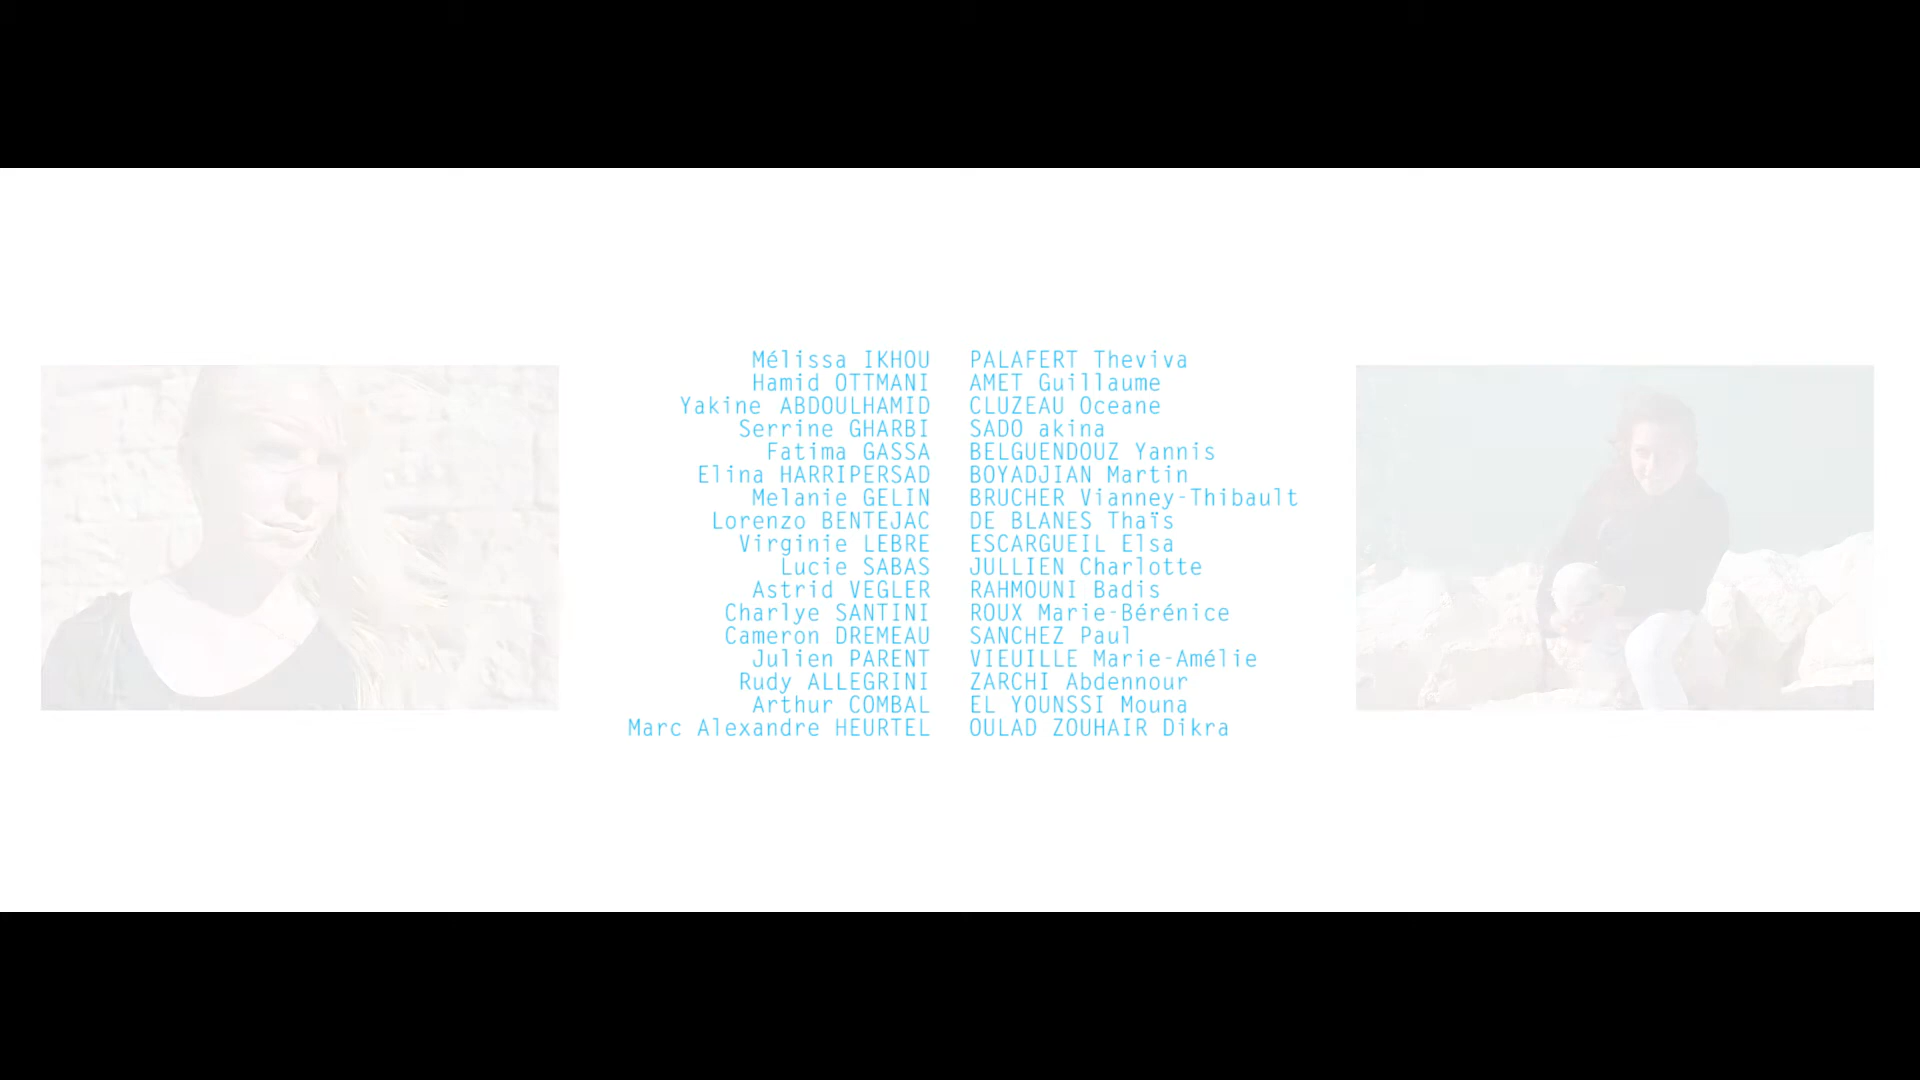 Mélissa IKHOU PALAFERT Theviva
Hamid OTTMANI AMET Guillaume
Yakine ABDOULHAMID CLUZEAU Oceane
Serrine GHARBI SADO akina
Fatima GASSA BELGUENDOUZ Yannis
Elina HARRIPERSAD BOYADJIAN Martin
Melanie GELIN BRUCHER Vianney-Thibault
Lorenzo BENTEJAC DE BLANES Thaïs
Virginie LEBRE ESCARGUEIL Elsa
Lucie SABAS JULLIEN Charlotte
Astrid VEGLER RAHMOUNI Badis
Charlye SANTINI ROUX Marie-Bérénice
Cameron DREMEAU SANCHEZ Paul
Julien PARENT VIEUILLE Marie-Amélie
Rudy ALLEGRINI ZARCHI Abdennour
Arthur COMBAL EL YOUNSSI Mouna
Marc Alexandre HEURTEL OULAD ZOUHAIR Dikra